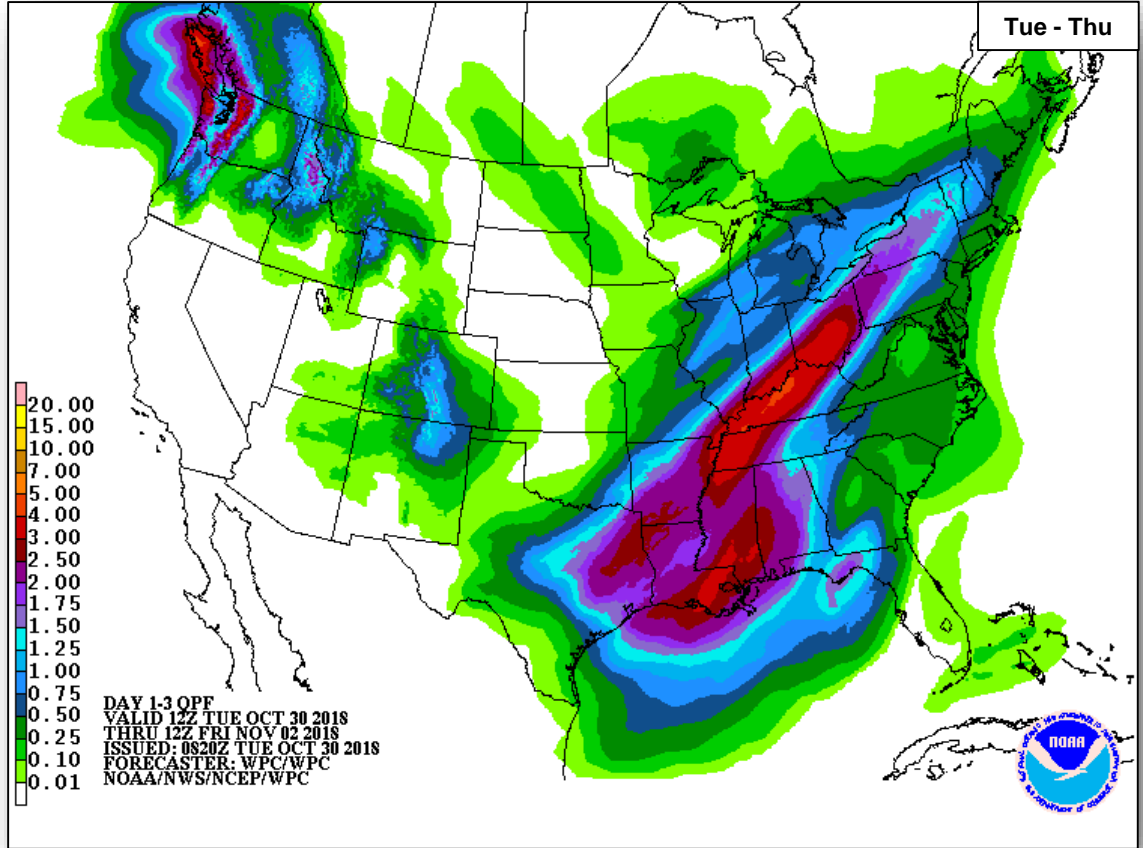 Tue - Thu
20.00
15.00
10.00
7.00
5.00
4.00
3.00
2.50
2.00
1.75
1.50
1.25
1.00
0.75
0.50
0.25
0.10
0.01
DAY 1-3 QPF
VALID 12Z TUE OCT 30 2018
THRU 12Z FRI NOV 02 2018
ISSUED: 0820Z TUE OCT 30 2018
FORECASTER: WPC/WPC
NOAA/NWS/NCEP/WPC
NOAA